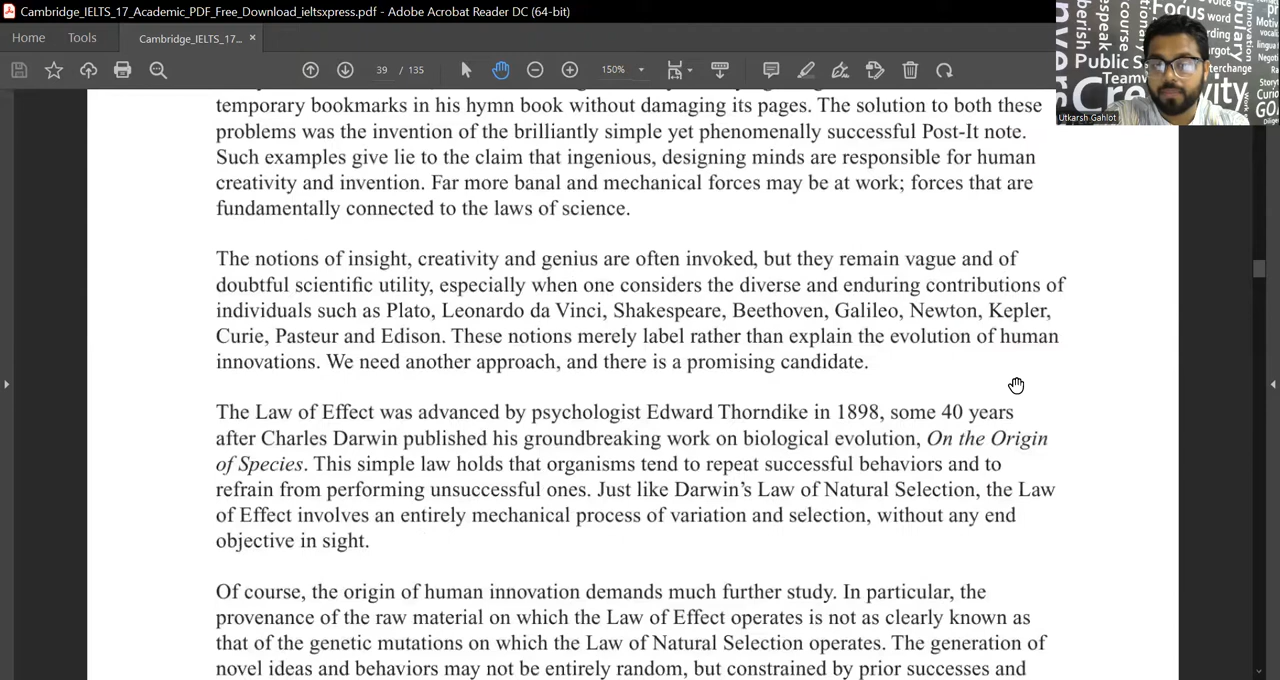 Cambridge_IELTS_17_Academic_PDF_Free_Download_ieltsxpress.pdf - Adobe Acrobat Reader DC (64-bit)
Home Tools Cambridge_IELTS_17... ×
39 / 135 150%
temporary bookmarks in his hymn book without damaging its pages. The solution to both these
problems was the invention of the brilliantly simple yet phenomenally successful Post-It note.
Such examples give lie to the claim that ingenious, designing minds are responsible for human
creativity and invention. Far more banal and mechanical forces may be at work; forces that are
fundamentally connected to the laws of science.
The notions of insight, creativity and genius are often invoked, but they remain vague and of
doubtful scientific utility, especially when one considers the diverse and enduring contributions of
individuals such as Plato, Leonardo da Vinci, Shakespeare, Beethoven, Galileo, Newton, Kepler,
Curie, Pasteur and Edison. These notions merely label rather than explain the evolution of human
innovations. We need another approach, and there is a promising candidate.
The Law of Effect was advanced by psychologist Edward Thorndike in 1898, some 40 years
after Charles Darwin published his groundbreaking work on biological evolution, On the Origin
of Species. This simple law holds that organisms tend to repeat successful behaviors and to
refrain from performing unsuccessful ones. Just like Darwin's Law of Natural Selection, the Law
of Effect involves an entirely mechanical process of variation and selection, without any end
objective in sight.
Of course, the origin of human innovation demands much further study. In particular, the
provenance of the raw material on which the Law of Effect operates is not as clearly known as
that of the genetic mutations on which the Law of Natural Selection operates. The generation of
novel ideas and behaviors may not be entirely random, but constrained by prior successes and
Focus
word
speak
course
Public
Teamw
terchange
innovation
Utkarsh Gahlot